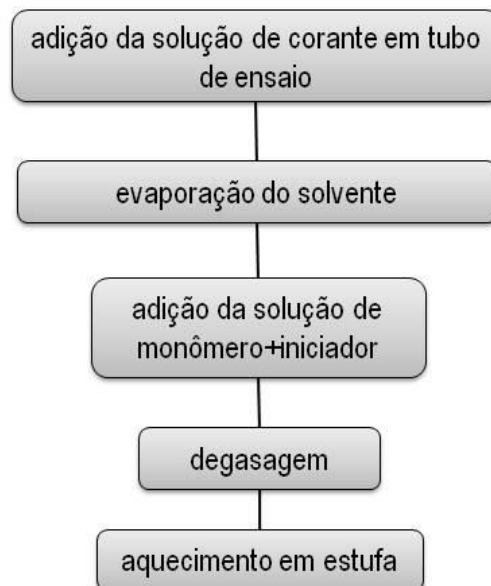 adição da solução de corante em tubo
de ensaio
evaporação do solvente
adição da solução de
monômero+iniciador
degasagem
aquecimento em estufa